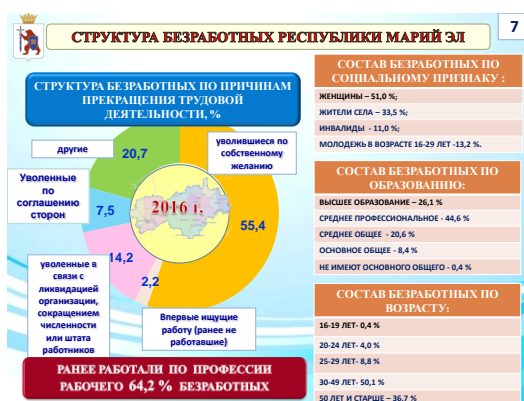 7
СТРУКТУРА БЕЗРАБОТНЫХ РЕСПУБЛИКИ МАРИЙ ЭЛ
СТРУКТУРА БЕЗРАБОТНЫХ ПО ПРИЧИНАМ
ПРЕКРАЩЕНИЯ ТРУДОВОЙ
ДЕЯТЕЛЬНОСТИ, %
другие
20,7
уволившиеся по
собственному
желанию
Уволенные
по
соглашению
сторон
7,5
2016 г.
55,4
14,2
2,2
уволенные в
связи с
ликвидацией
организации,
сокращением
численности
или штата
работников
Впервые ищущие
работу (ранее не
работавшие)
РАНЕЕ РАБОТАЛИ ПО ПРОФЕССИИ
РАБОЧЕГО 64,2 % БЕЗРАБОТНЫХ
СОСТАВ БЕЗРАБОТНЫХ ПО
СОЦИАЛЬНОМУ ПРИЗНАКУ :
ЖЕНЩИНЫ – 51,0 %;
ЖИТЕЛИ СЕЛА – 33,5 %;
ИНВАЛИДЫ - 11,0 %;
МОЛОДЕЖЬ В ВОЗРАСТЕ 16-29 ЛЕТ -13,2 %.
СОСТАВ БЕЗРАБОТНЫХ ПО
ОБРАЗОВАНИЮ:
ВЫСШЕЕ ОБРАЗОВАНИЕ – 26,1 %
СРЕДНЕЕ ПРОФЕССИОНАЛЬНОЕ - 44,6 %
СРЕДНЕЕ ОБЩЕЕ - 20,6 %
ОСНОВНОЕ ОБЩЕЕ - 8,4 %
НЕ ИМЕЮТ ОСНОВНОГО ОБЩЕГО - 0,4 %
СОСТАВ БЕЗРАБОТНЫХ ПО
ВОЗРАСТУ:
16-19 ЛЕТ- 0,4 %
20-24 ЛЕТ- 4,0 %
25-29 ЛЕТ- 8,8 %
30-49 ЛЕТ- 50,1 %
50 ЛЕТ И СТАРШЕ – 36,7 %